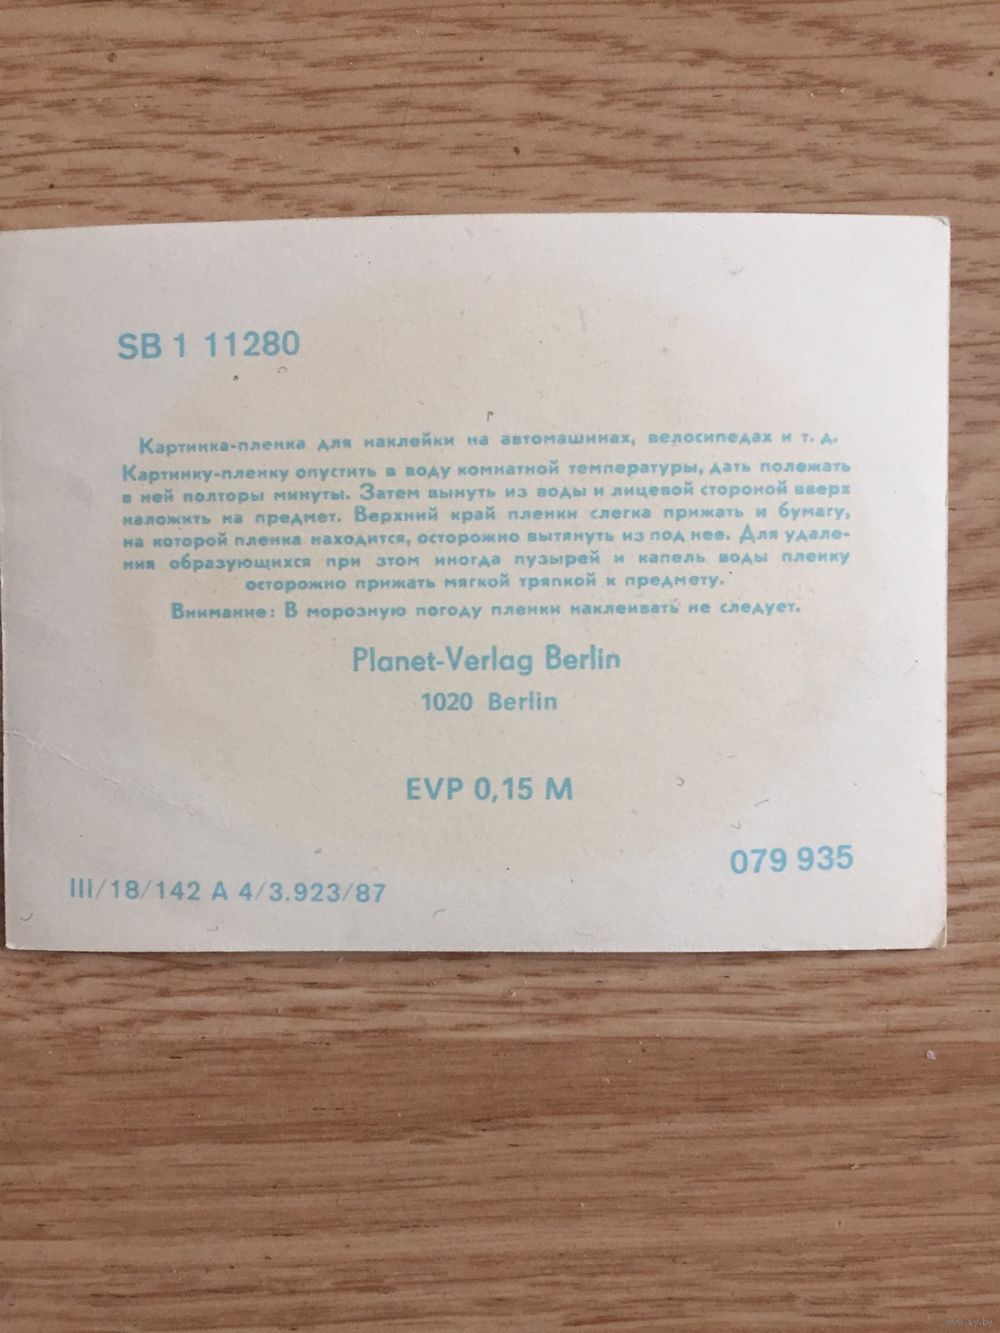 SB 1 11280
Картинка-пленка для наклейки на автомашинах, велосипедах и т. д.
Картинку-пленку опустить в воду комнатной температуры, дать полежать
в ней полторы минуты. Затем вынуть из воды и лицевой стороной вверх
наложить на предмет. Верхний край пленки слегка прижать и бумагу,
на которой пленка находится, осторожно вытянуть из под нее. Для удале-
ния образующихся при этом иногда пузырей и капель воды пленку
осторожно прижать мягкой тряпкой к предмету.
Внимание: В морозную погоду пленки наклеивать не следует.
Planet-Verlag Berlin
1020 Berlin
EVP 0,15 M
079 935
III/18/142 A 4/3.923/87
www.ay.by